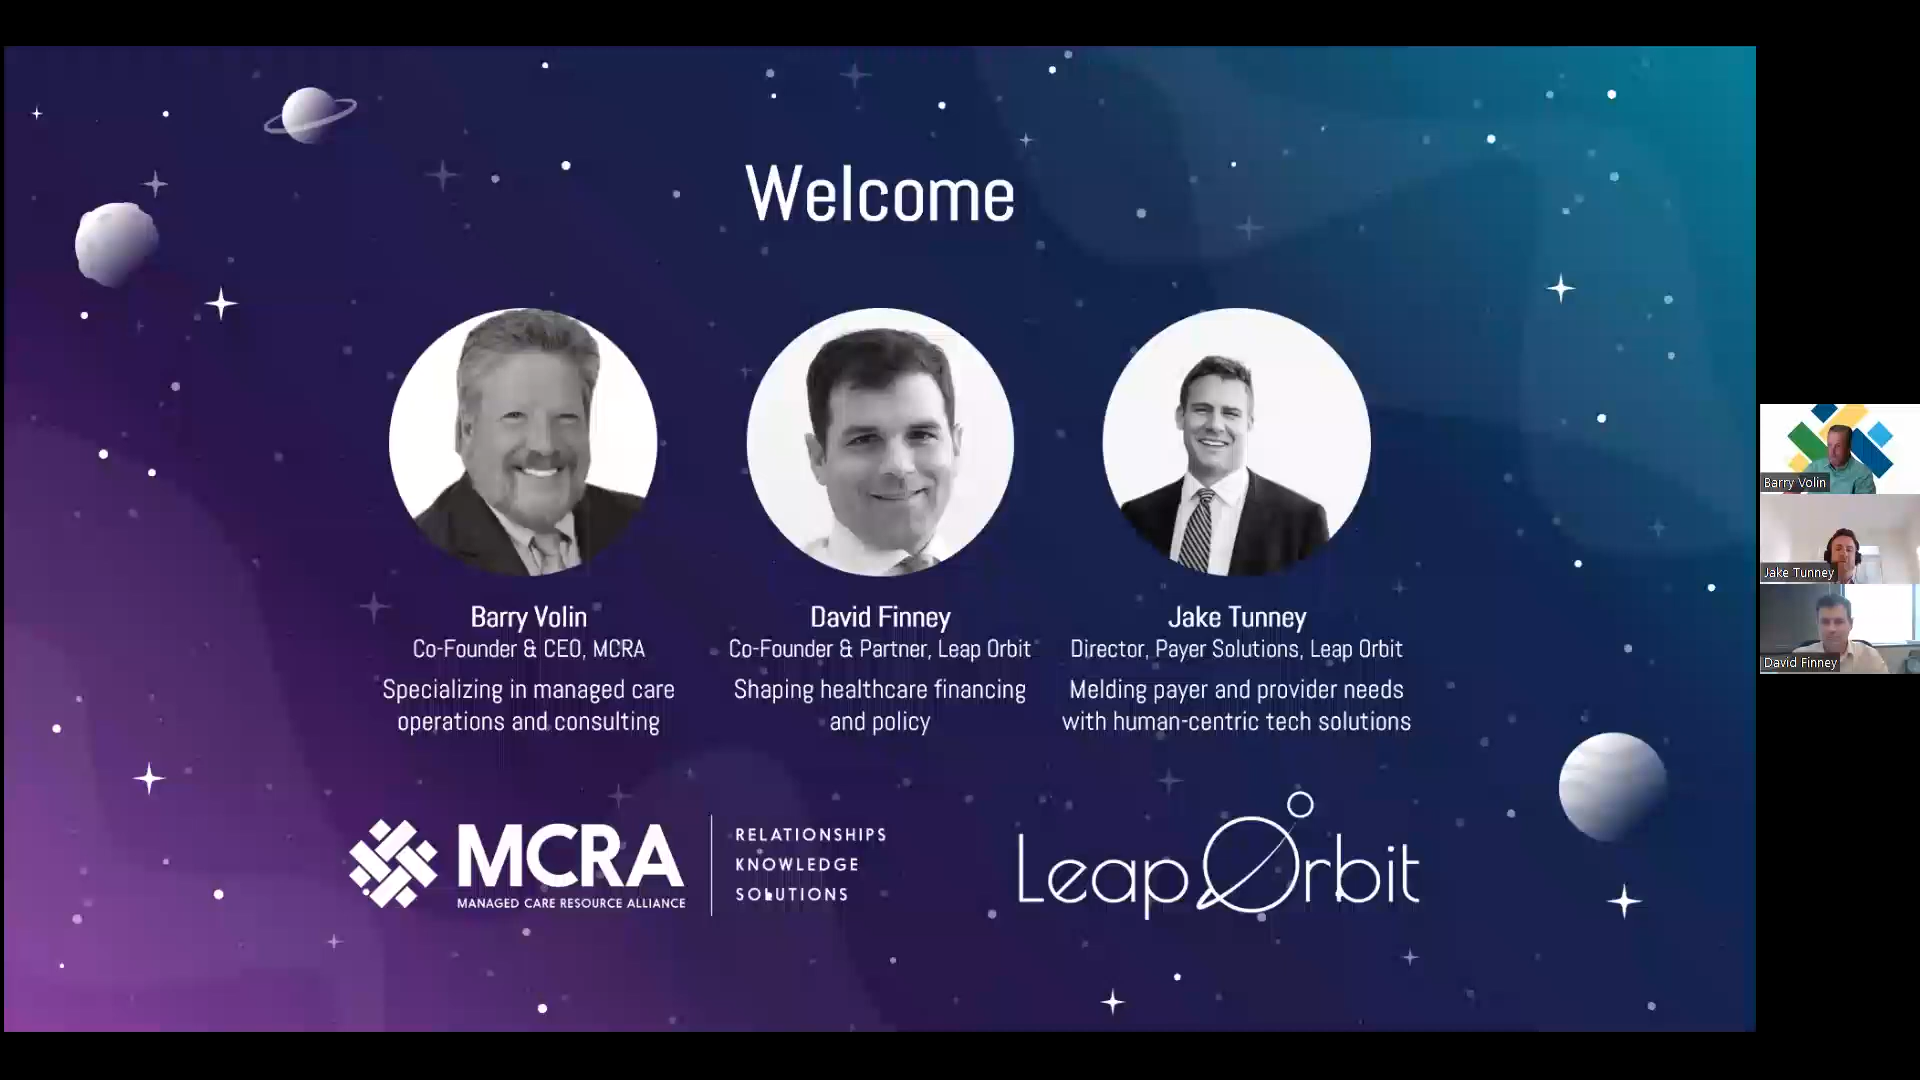 Welcome
Barry Volin
Co-Founder & CEO, MCRA
Specializing in managed care
operations and consulting
David Finney
Co-Founder & Partner, Leap Orbit
Shaping healthcare financing
and policy
Jake Tunney
Director, Payer Solutions, Leap Orbit
Melding payer and provider needs
with human-centric tech solutions
MCRA
MANAGED CARE RESOURCE ALLIANCE
RELATIONSHIPS
KNOWLEDGE
SOLUTIONS
Leap Orbit
Barry Volin
Jake Tunney
David Finney